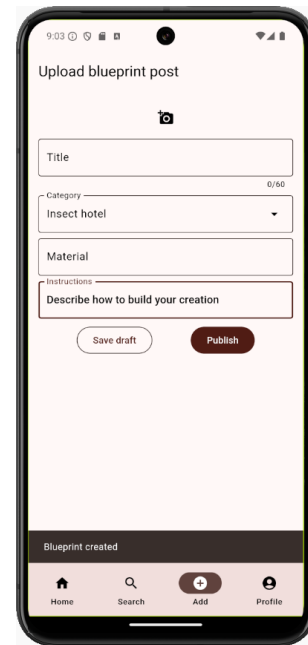 9:03
Upload blueprint post
Title
0/60
Category
Insect hotel
Material
Instructions
Describe how to build your creation
Save draft Publish
Blueprint created
Home Search Add Profile